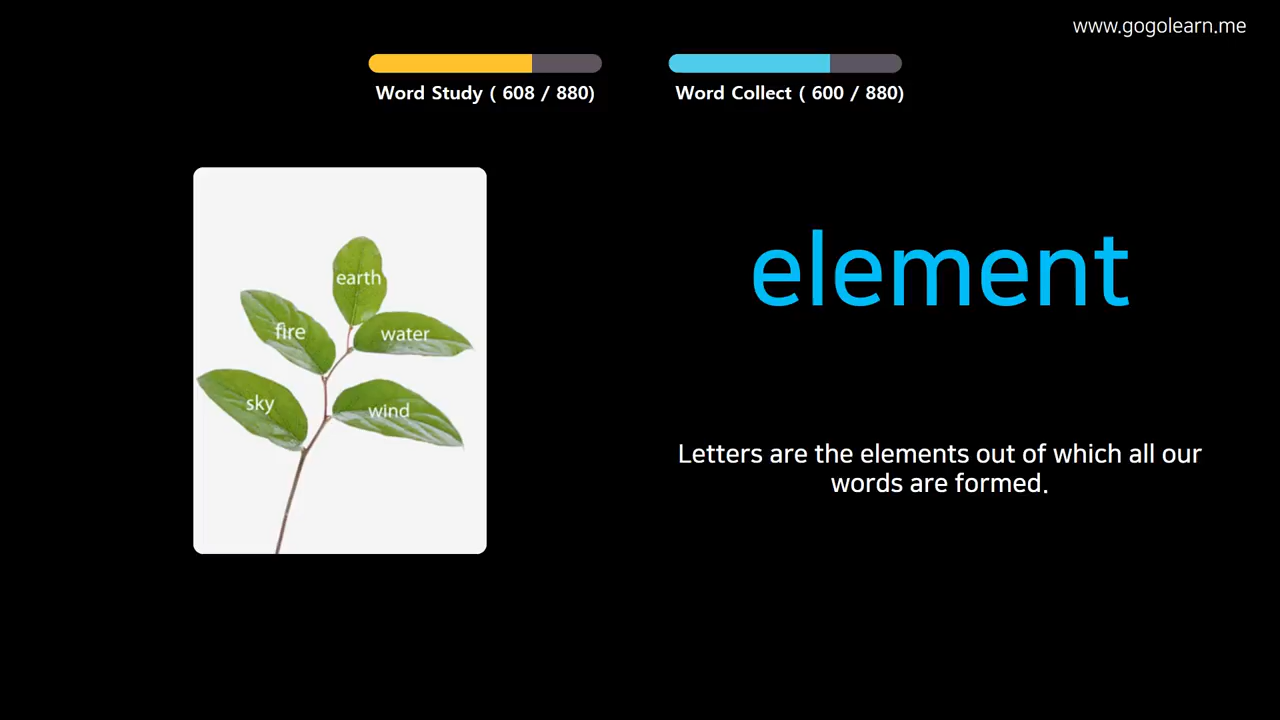 www.gogolearn.me
Word Study ( 608 / 880)
Word Collect ( 600 / 880)
earth
fire
water
sky
wind
element
Letters are the elements out of which all our
words are formed.